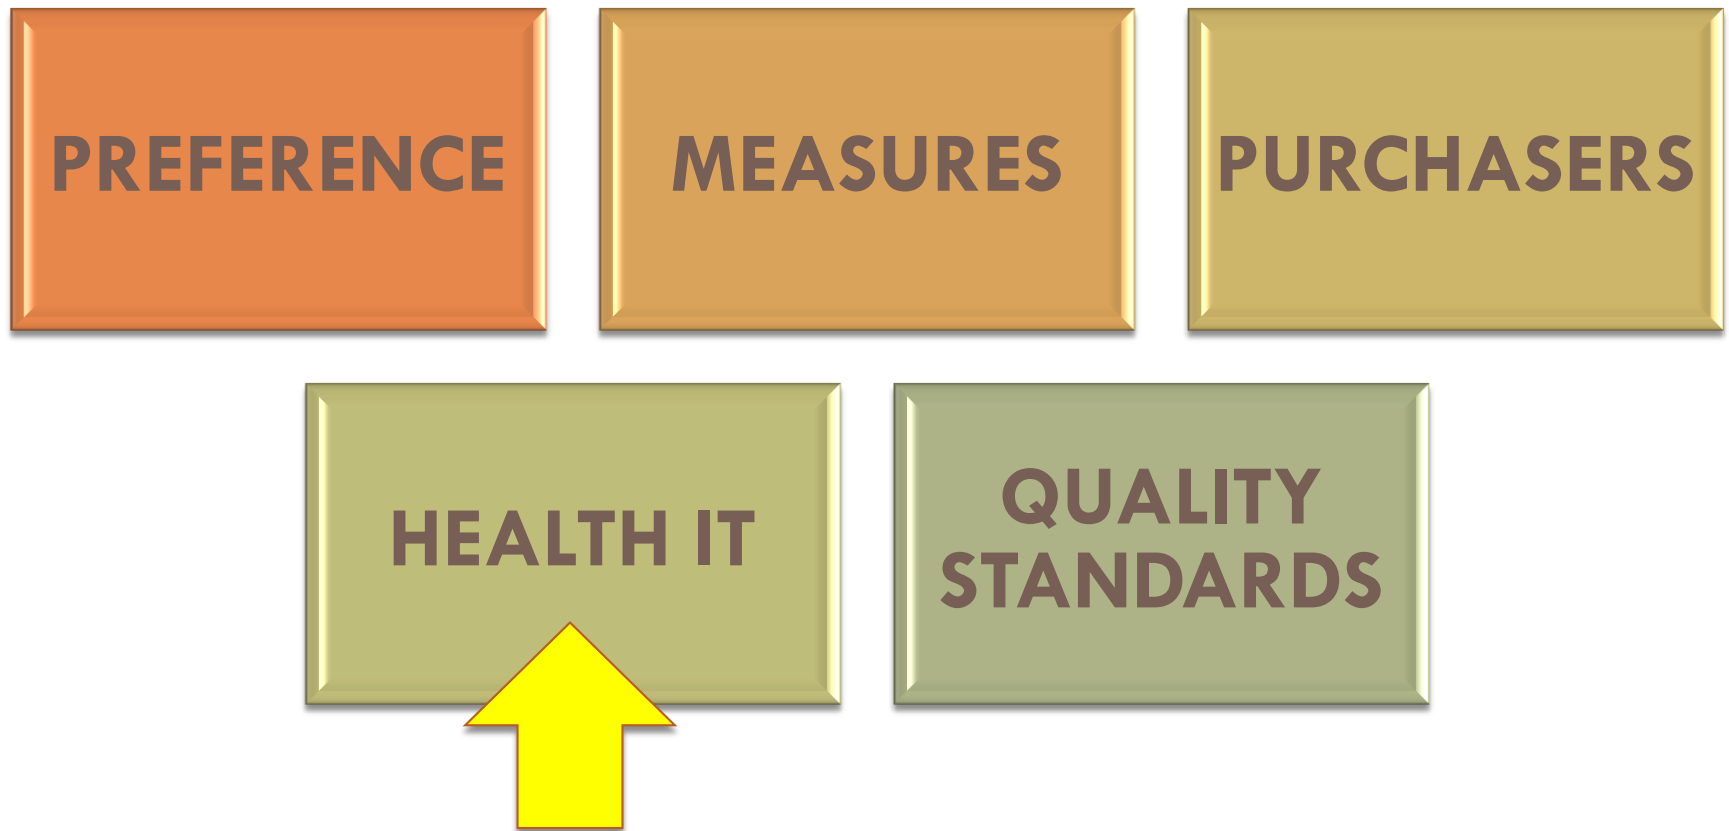 PREFERENCE
MEASURES
PURCHASERS
HEALTH IT
QUALITY
STANDARDS